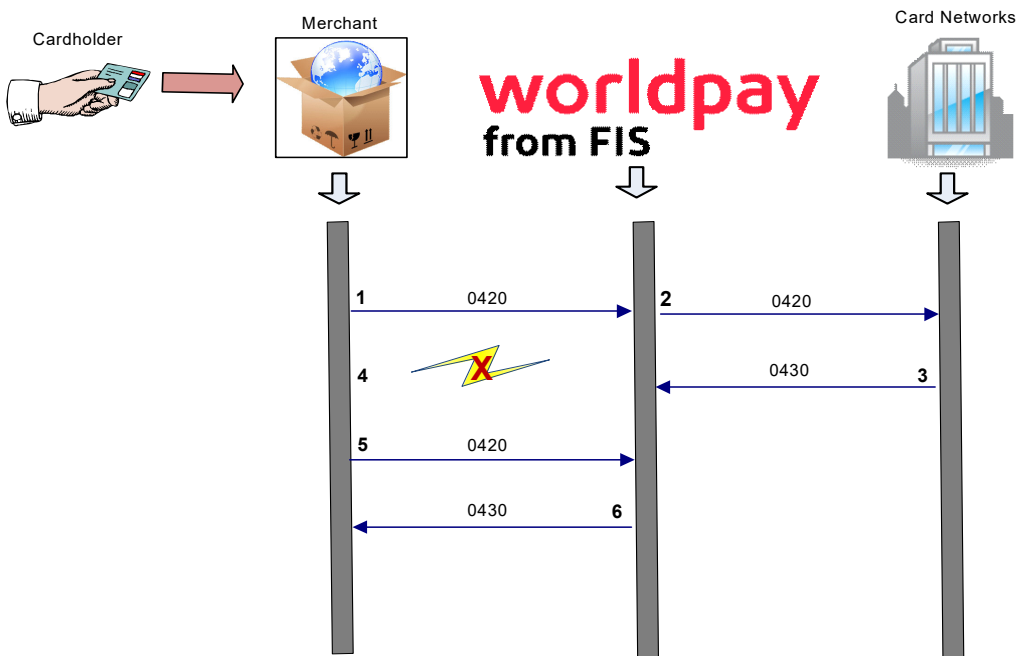 Cardholder
Merchant
Card Networks
worldpay
from FIS
1
0420
2
0420
4
X
0430
3
5
0420
0430
6